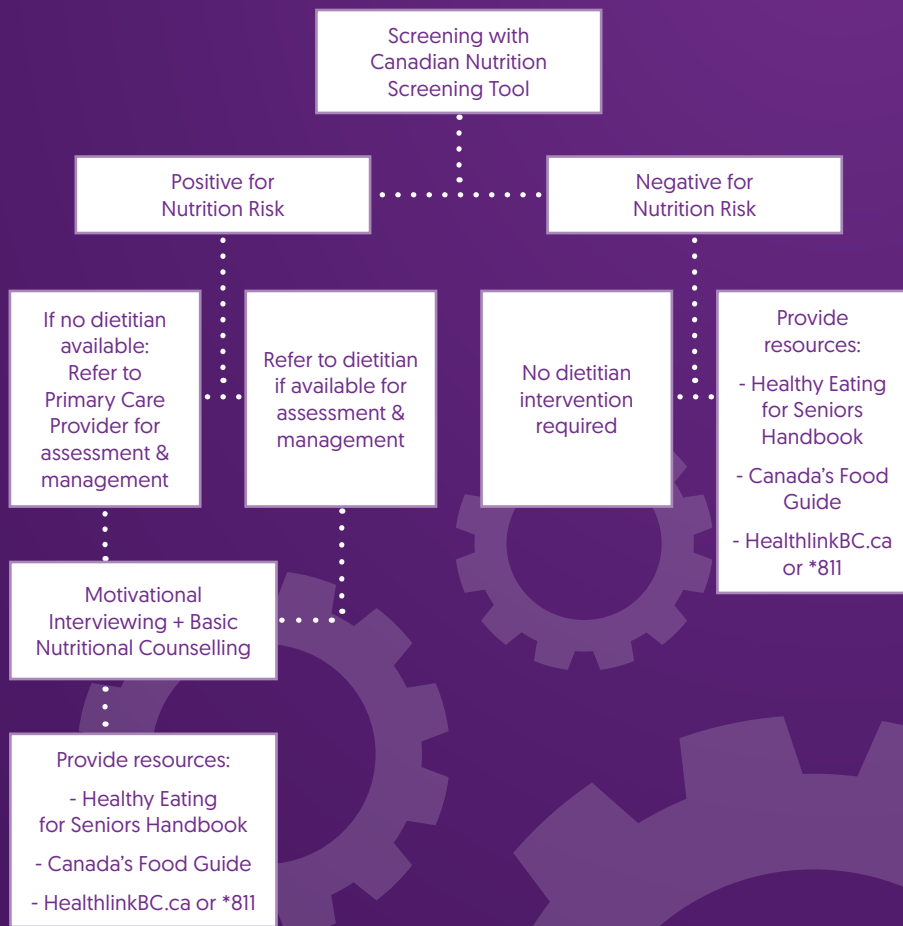 Screening with
Canadian Nutrition
Screening Tool
Positive for
Nutrition Risk
Negative for
Nutrition Risk
If no dietitian
available:
Refer to
Primary Care
Provider for
assessment &
management
Refer to dietitian
if available for
assessment &
management
No dietitian
intervention
required
Provide
resources:
- Healthy Eating
for Seniors
Handbook
- Canada's Food
Guide
- HealthlinkBC.ca
or *811
Motivational
Interviewing + Basic
Nutritional Counselling
Provide resources:
- Healthy Eating
for Seniors Handbook
- Canada's Food Guide
- HealthlinkBC.ca or *811